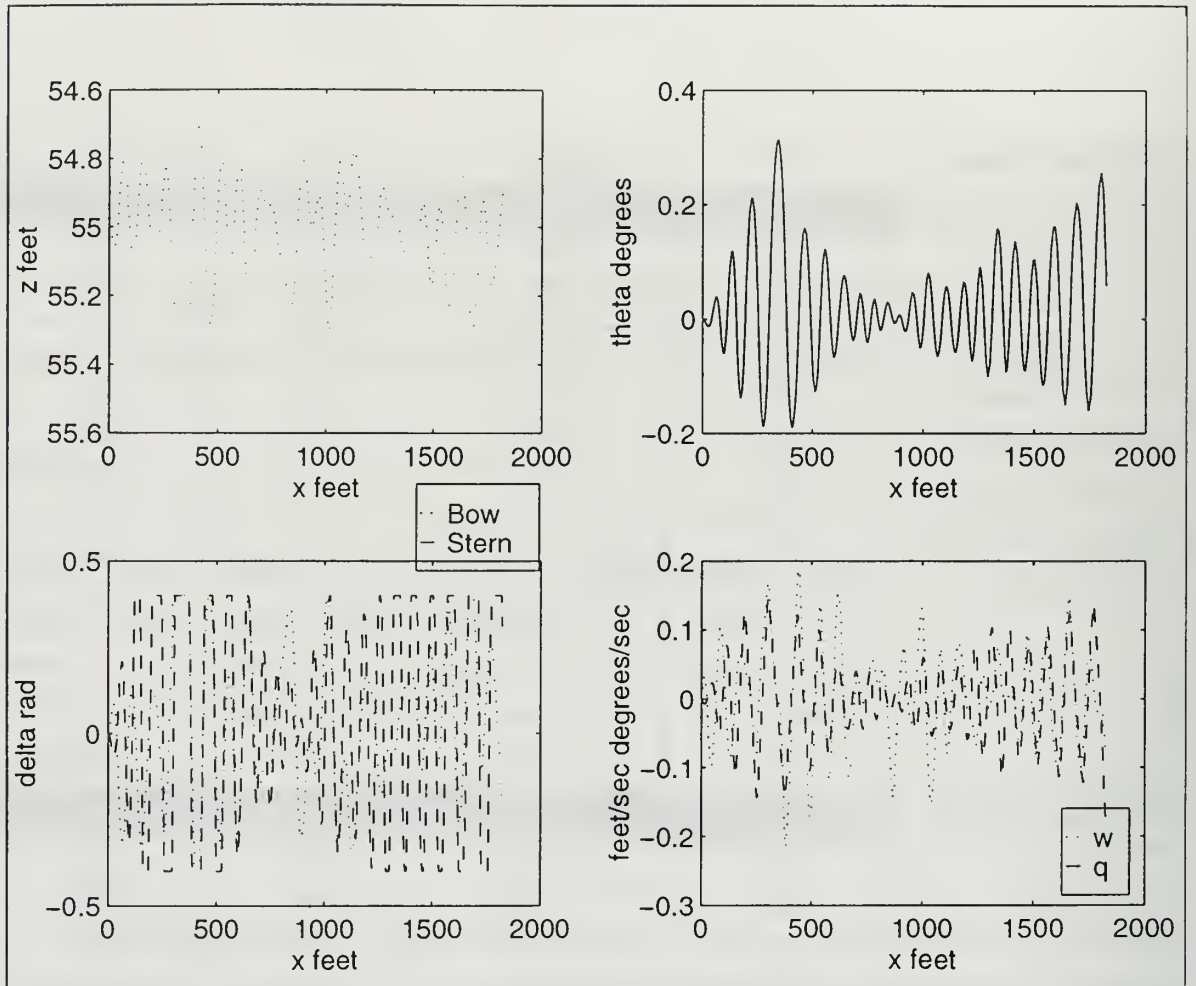 54.6
54.8
55
55.2
55.4
55.6
z feet
0 500 1000 1500 2000
x feet
0.4
0.2
0
−0.2
theta degrees
0 500 1000 1500 2000
x feet
Bow
Stern
0.5
0
−0.5
delta rad
0 500 1000 1500 2000
x feet
0.2
0.1
0
−0.1
−0.2
−0.3
feet/sec degrees/sec
w
q
0 500 1000 1500 2000
x feet